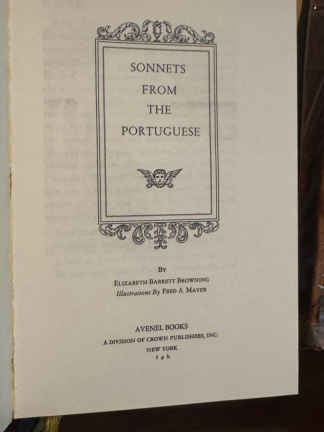 SONNETS
FROM
THE
PORTUGUESE
BY
ELIZABETH BARRETT BROWNING
Illustrations By FRED A. MAYER
AVENEL BOOKS
A DIVISION OF CROWN PUBLISHERS, INC.
NEW YORK